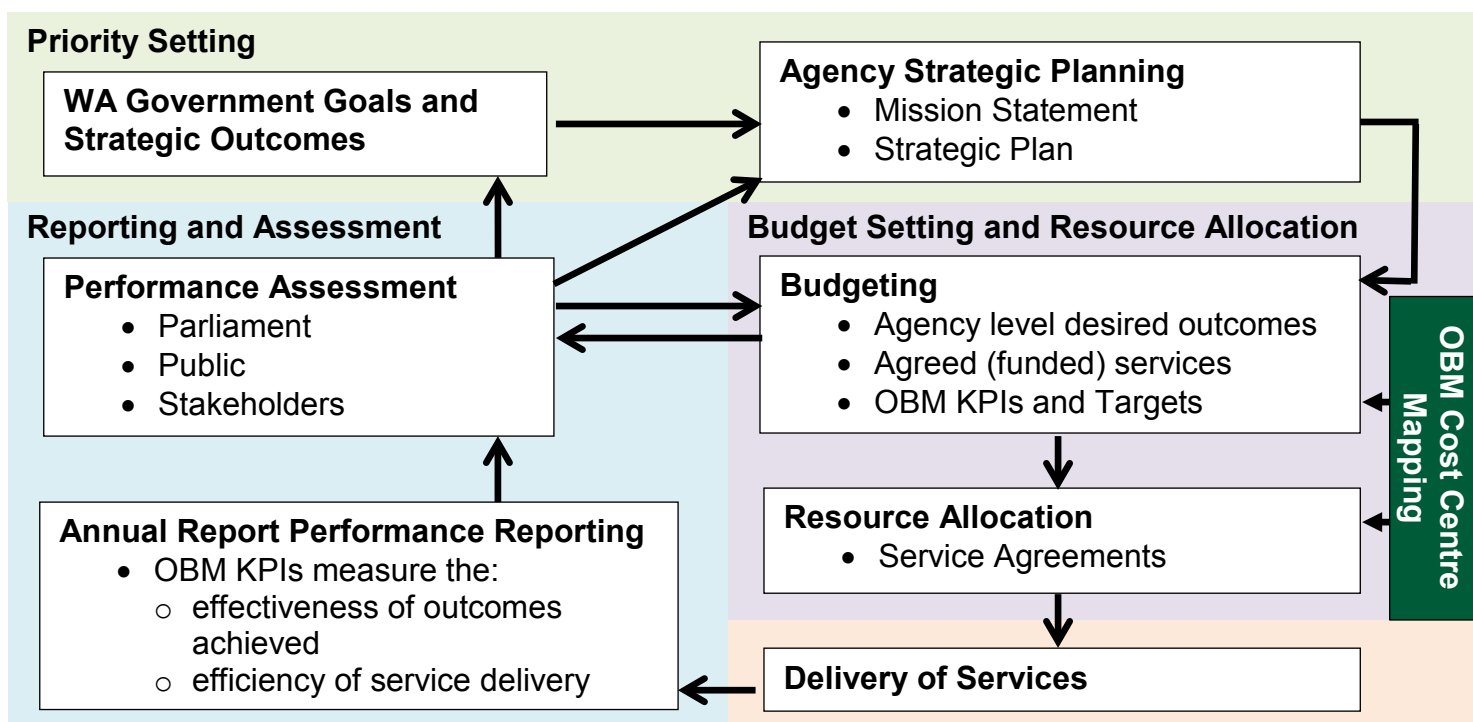 Priority Setting
WA Government Goals and
Strategic Outcomes
Agency Strategic Planning
• Mission Statement
• Strategic Plan
Reporting and Assessment
Performance Assessment
• Parliament
• Public
• Stakeholders
Budget Setting and Resource Allocation
Budgeting
• Agency level desired outcomes
• Agreed (funded) services
• OBM KPIs and Targets
OBM Cost Centre
Mapping
Resource Allocation
• Service Agreements
Annual Report Performance Reporting
• OBM KPIs measure the:
o effectiveness of outcomes
achieved
o efficiency of service delivery
Delivery of Services